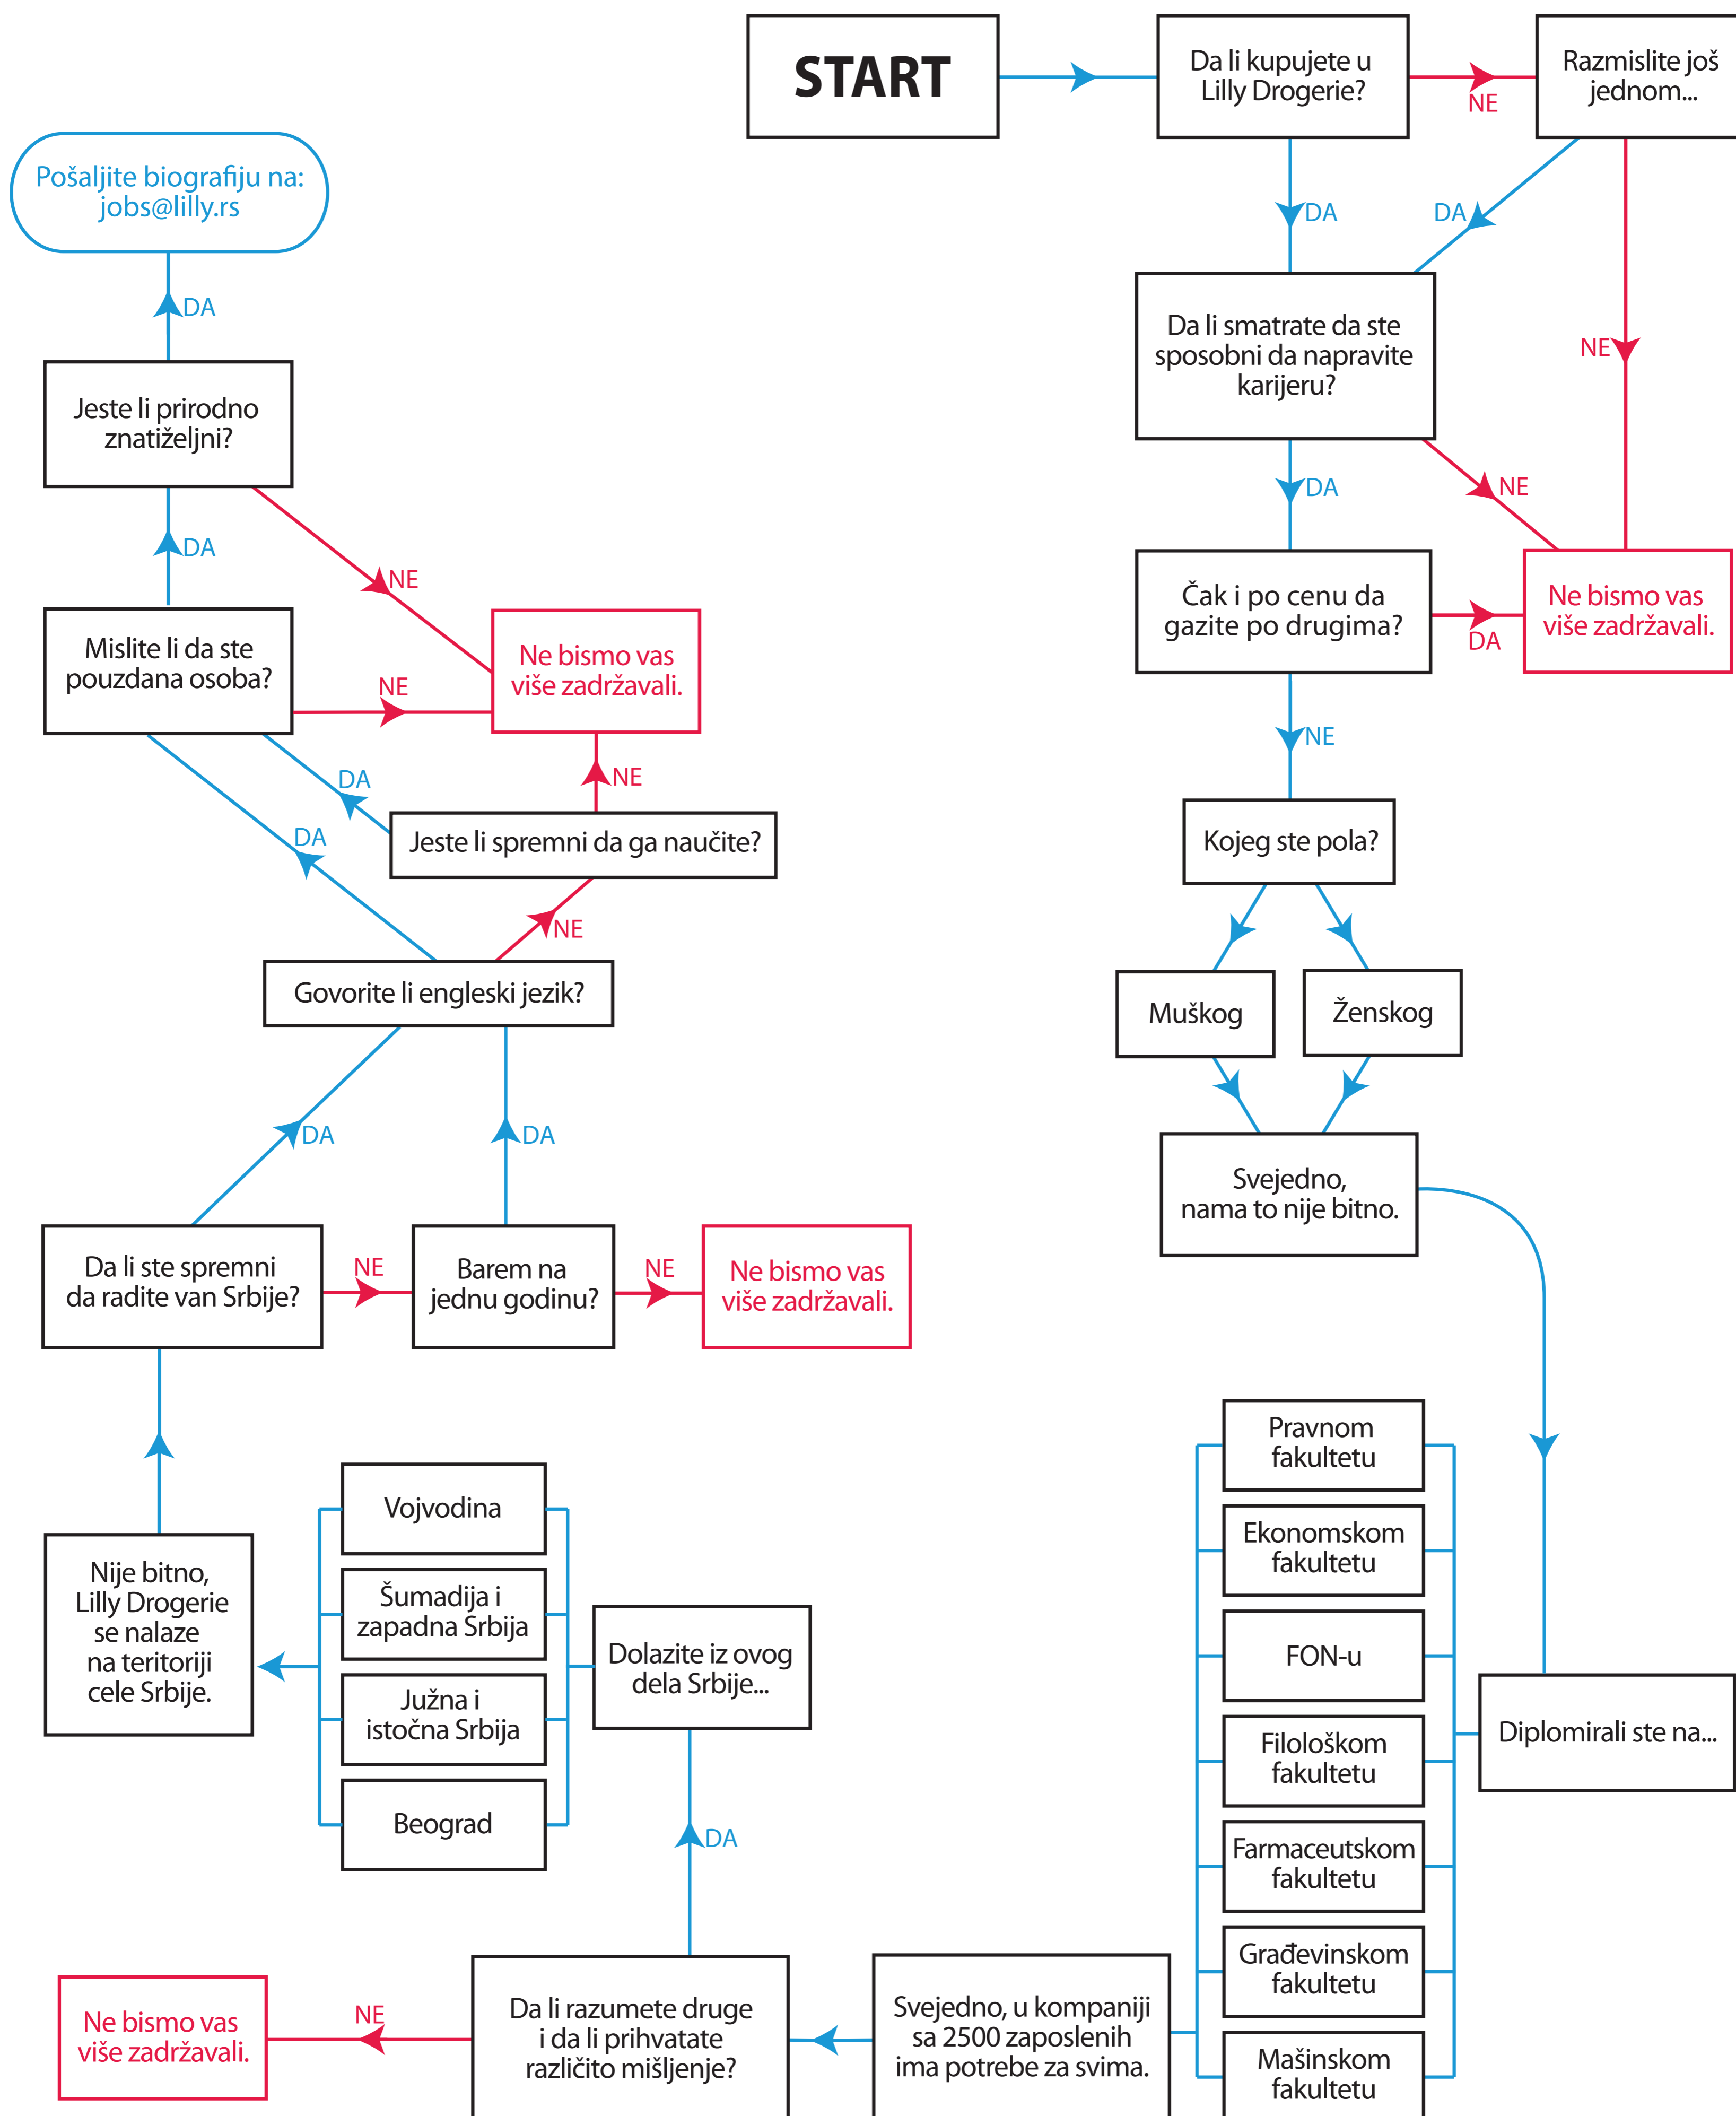 START
Da li kupujete u
Lilly Drogerie?
NE
Razmislite još
jednom...
DA
DA
NE
Da li smatrate da ste
sposobni da napravite
karijeru?
DA
NE
Čak i po cenu da
gazite po drugima?
DA
Ne bismo vas
više zadržavali.
NE
Kojeg ste pola?
Muškog
Ženskog
Svejedno,
nama to nije bitno.
Diplomirali ste na...
Pravnom
fakultetu
Ekonomskom
fakultetu
FON-u
Filološkom
fakultetu
Farmaceutskom
fakultetu
Građevinskom
fakultetu
Mašinskom
fakultetu
Svejedno, u kompaniji
sa 2500 zaposlenih
ima potrebe za svima.
Da li razumete druge
i da li prihvatate
različito mišljenje?
NE
Ne bismo vas
više zadržavali.
DA
Dolazite iz ovog
dela Srbije...
Vojvodina
Šumadija i
zapadna Srbija
Južna i
istočna Srbija
Beograd
Nije bitno,
Lilly Drogerie
se nalaze
na teritoriji
cele Srbije.
Da li ste spremni
da radite van Srbije?
NE
Barem na
jednu godinu?
NE
Ne bismo vas
više zadržavali.
DA
DA
Govorite li engleski jezik?
NE
DA
Jeste li spremni da ga naučite?
DA
NE
Mislite li da ste
pouzdana osoba?
NE
Ne bismo vas
više zadržavali.
DA
NE
Jeste li prirodno
znatiželjni?
DA
Pošaljite biografiju na:
jobs@lilly.rs